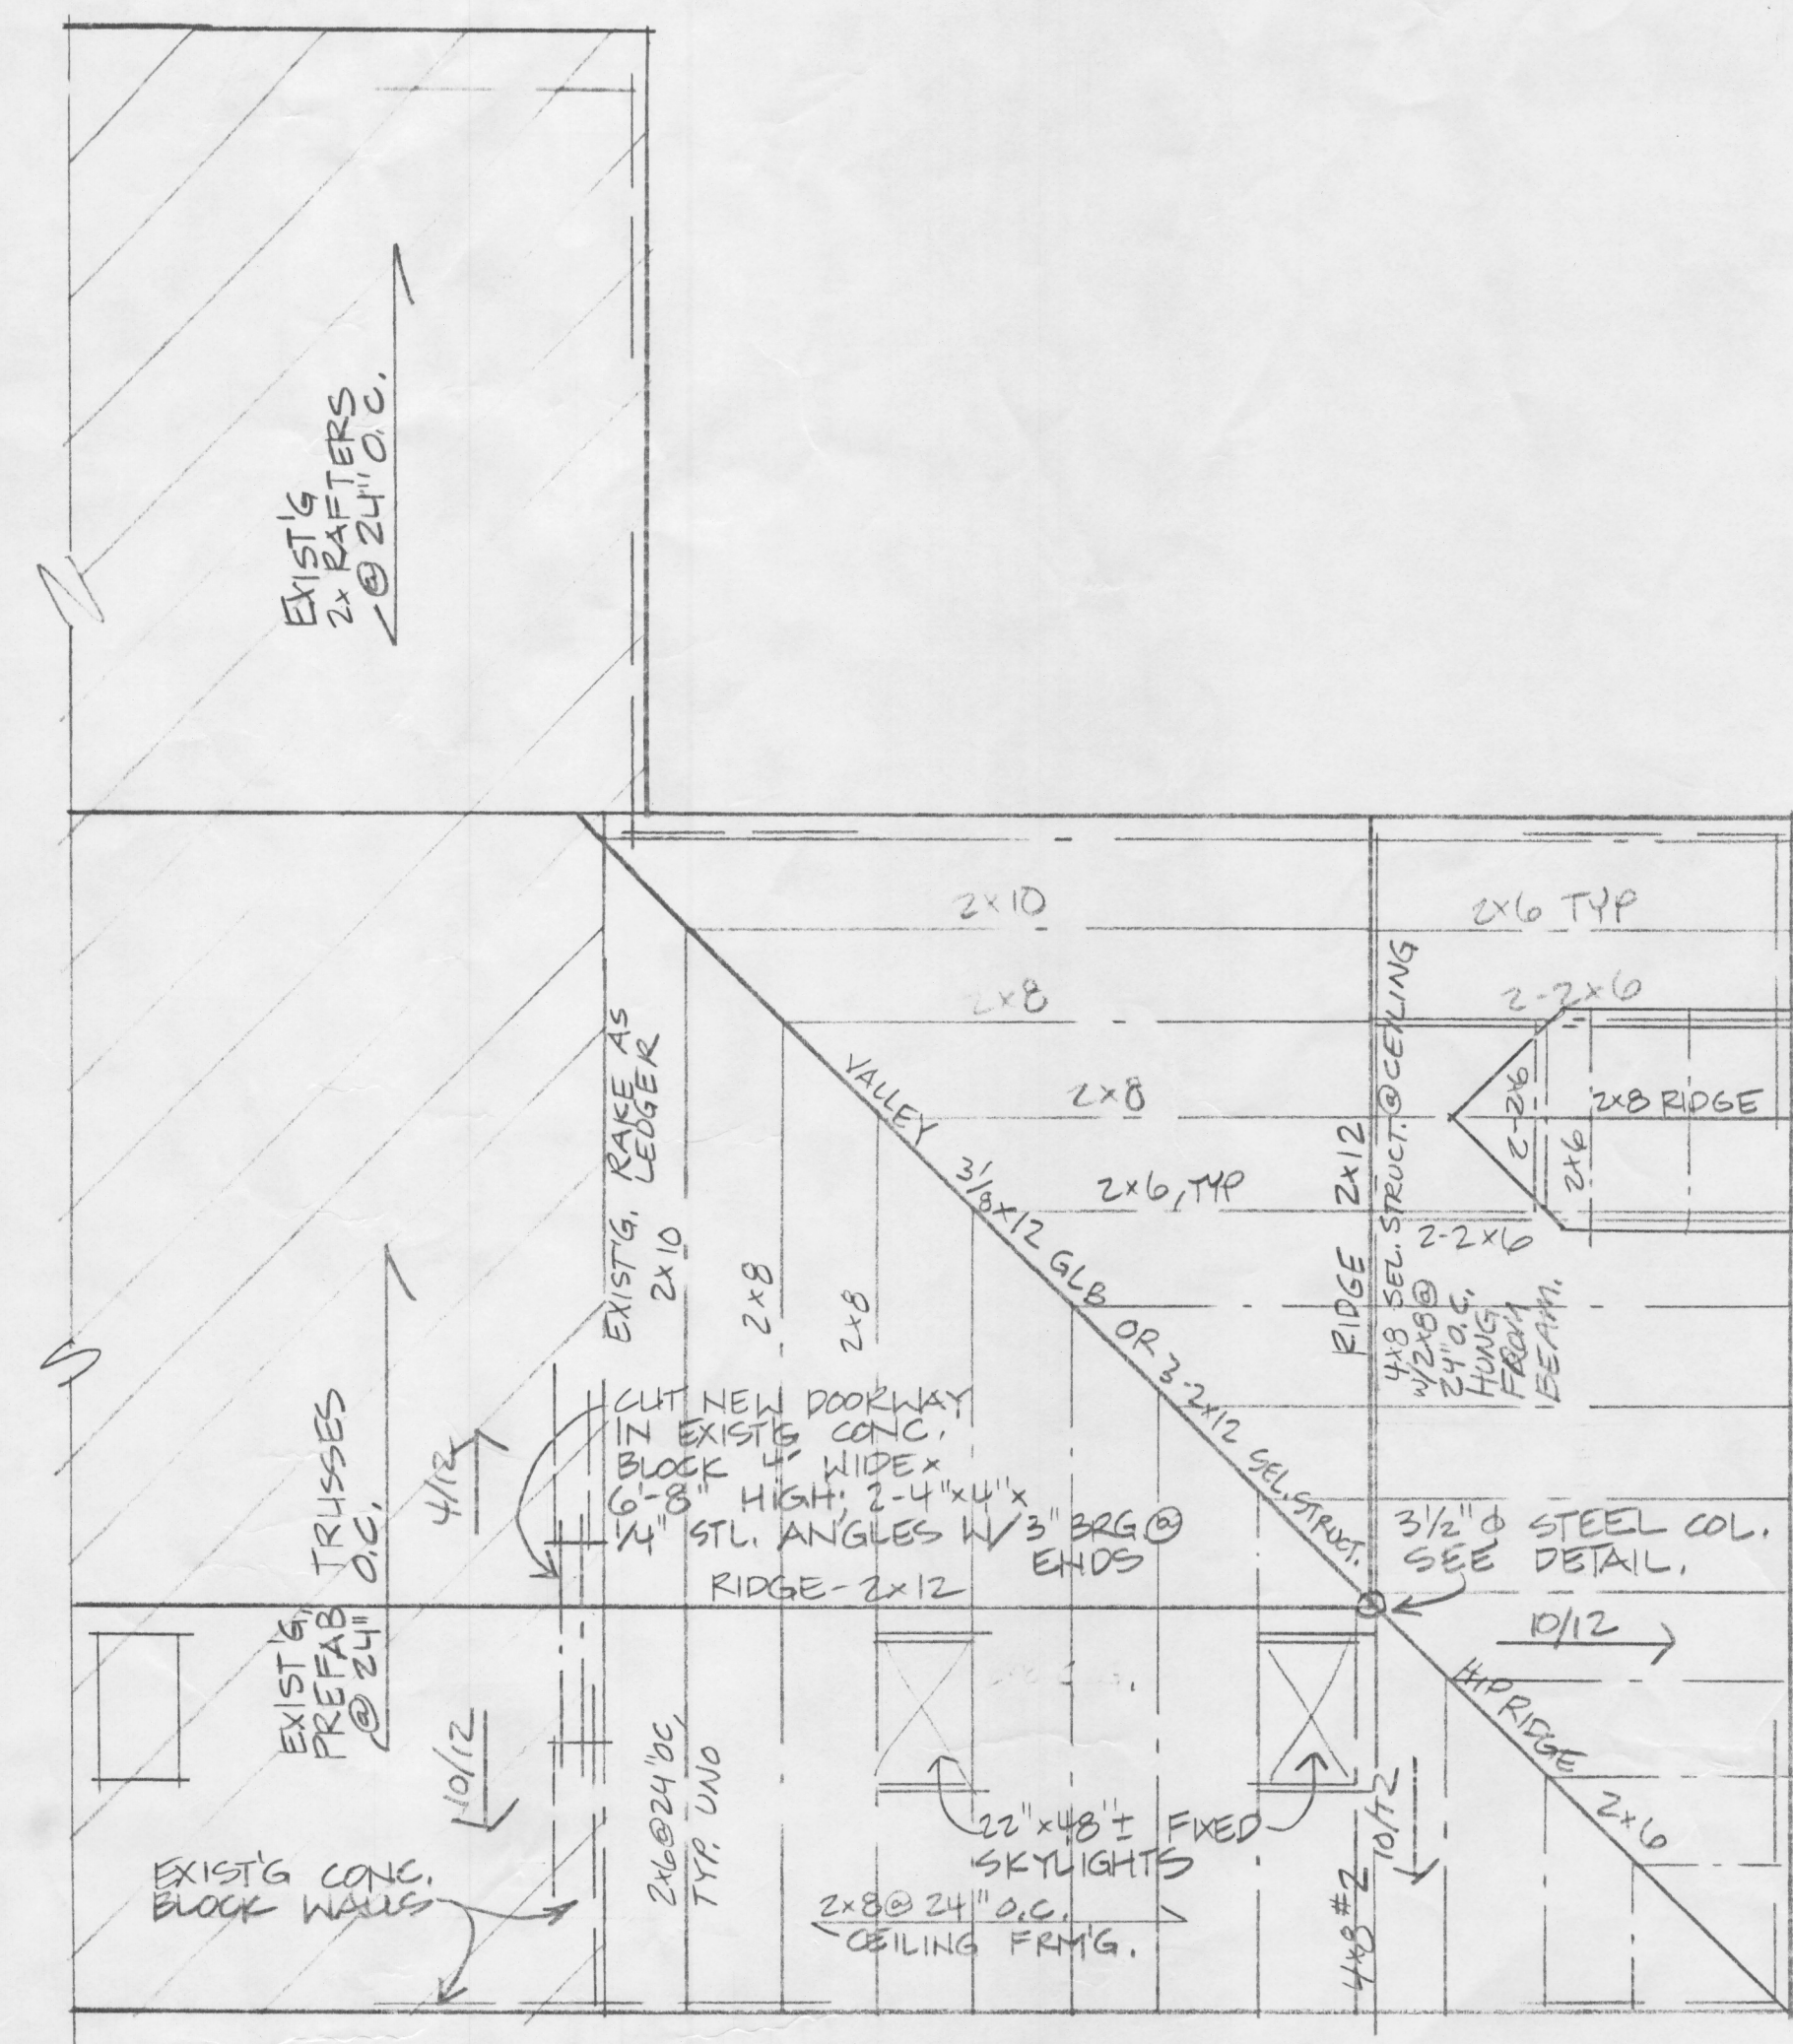 EXIST'G
2x RAFTERS
@ 24" O.C.
2x10
2x6 TYP
2x8
2-2x6
2x8
2x8 RIDGE
2-2x6
2x6
2x6, TYP
2-2x6
EXIST'G. RAKE AS
LEDGER
2x10
2x8
2x8
VALLEY 3 1/8x12 GLB OR 3-2x12 SEL. STRUCT.
RIDGE 2x12
4x8 SEL. STRUCT. @ CEILING
W/2x8@
24" O.C.
HUNG
FROM
BEAM.
CUT NEW DOORWAY
IN EXIST'G CONC.
BLOCK 4' WIDE x
6'-8" HIGH; 2-4"x4"x
1/4" STL. ANGLES W/ 3" BRG @
ENDS
3 1/2" φ STEEL COL.
SEE DETAIL.
RIDGE - 2x12
EXIST'G.
PREFAB TRUSSES
@ 24" O.C.
4/12
10/12
10/12
10/12
HIP RIDGE
2x6
2x6@24"OC,
TYP. UNO
22"x48"± FIXED
SKYLIGHTS
2x8@ 24" O.C.
CEILING FRM'G.
4x8 #2
EXIST'G CONC.
BLOCK WALLS